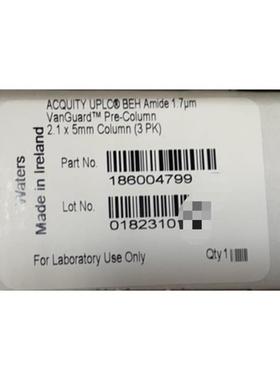 ACQUITY UPLC® BEH Amide 1.7µm
VanGuard™ Pre-Column
2.1 x 5mm Column (3 PK)
Waters
Made in Ireland
Part No.
186004799
Lot No.
0182310
For Laboratory Use Only
Qty 1